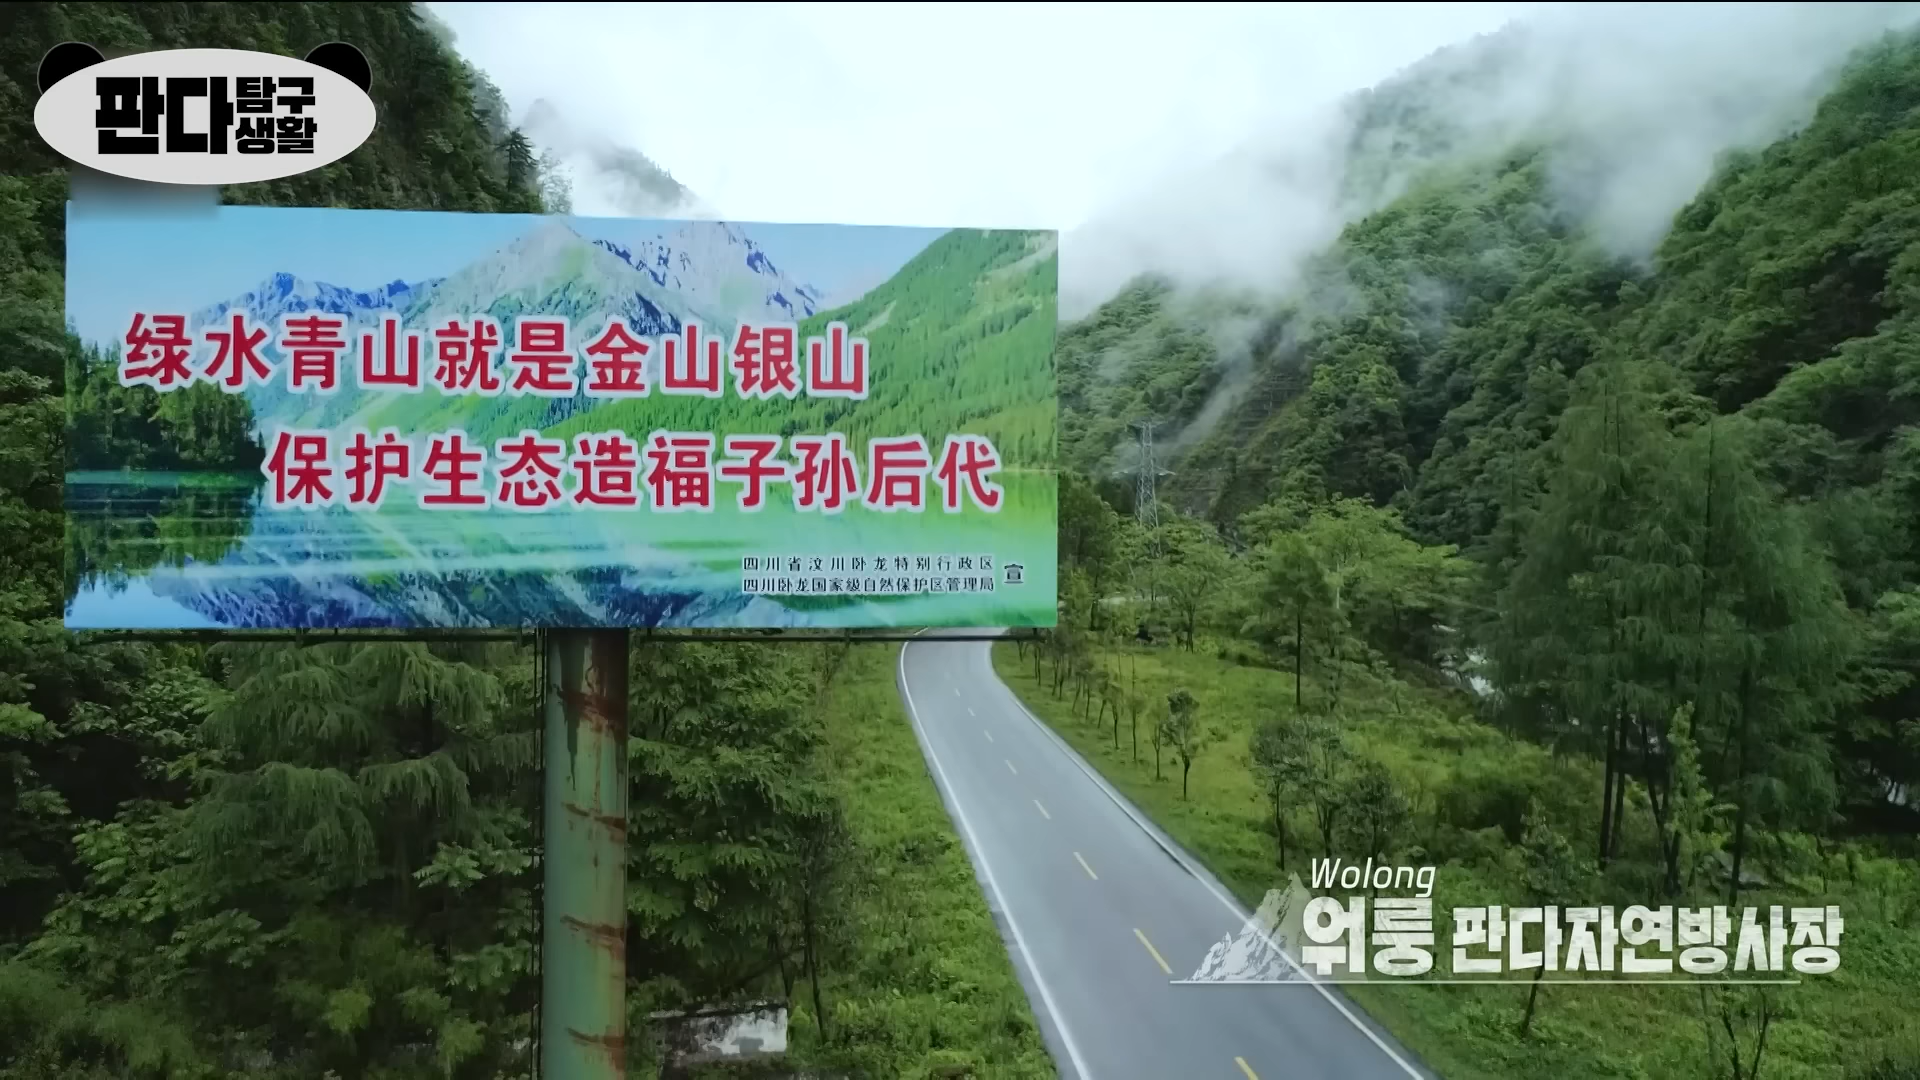 판다탐구
생활
绿水青山就是金山银山
保护生态造福子孙后代
四川省汶川卧龙特别行政区
四川卧龙国家级自然保护区管理局
宣
Wolong
워룽 판다자연방사장